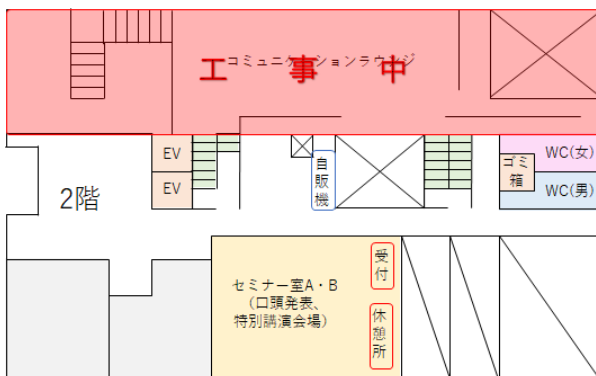 コミュニケーションラウンジ
工事中
EV
EV
自販機
ゴミ箱
WC(女)
WC(男)
2階
セミナー室A・B
(口頭発表、
特別講演会場)
受付
休憩所